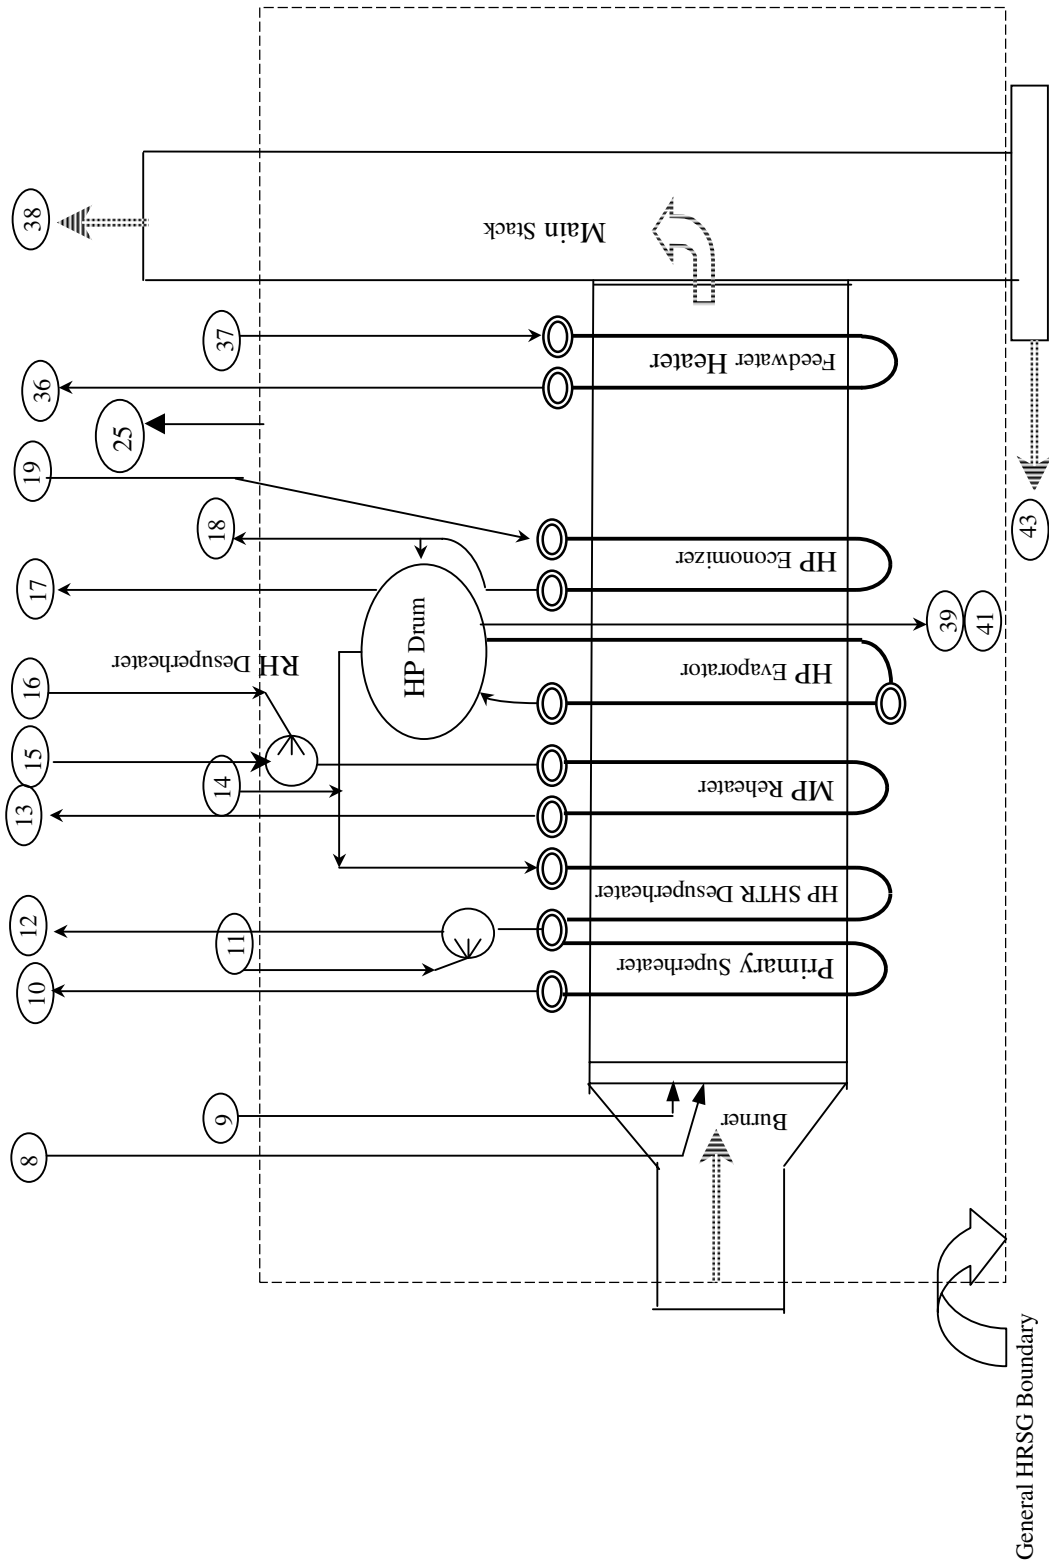 38
Main Stack
37
Feedwater Heater
36
25
19
18
HP Economizer
43
17
HP Drum
39
41
RH Desuperheater
HP Evaporator
16
15
14
MP Reheater
13
HP SHTR Desuperheater
12
11
Primary Superheater
10
9
Burner
8
General HRSG Boundary